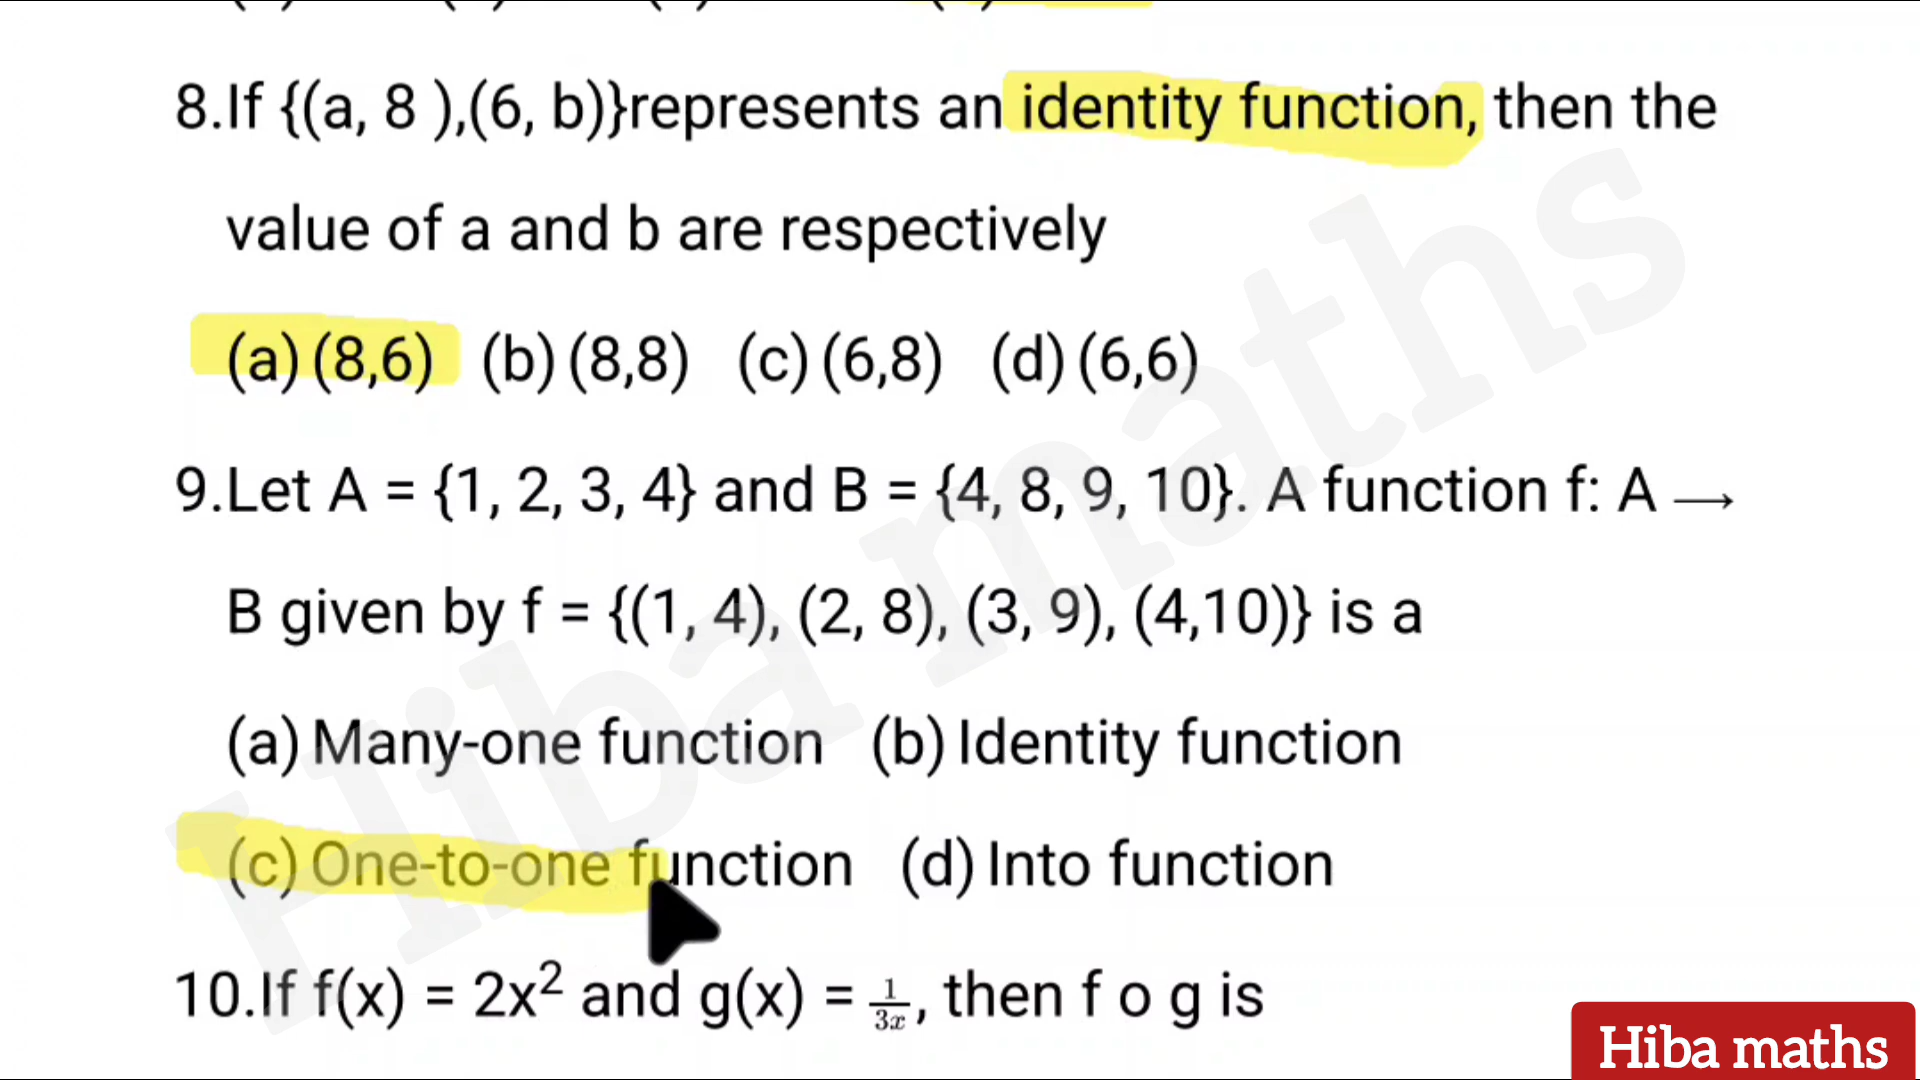 8.If {(a, 8 ),(6, b)}represents an identity function, then the
value of a and b are respectively
(a) (8,6) (b) (8,8) (c) (6,8) (d) (6,6)
9.Let A = {1, 2, 3, 4} and B = {4, 8, 9, 10}. A function f: A ⟶
B given by f = {(1, 4), (2, 8), (3, 9), (4,10)} is a
(a) Many-one function (b) Identity function
(c) One-to-one function (d) Into function
10.If f(x) = 2x² and g(x) = 1/3x, then f o g is
Hiba maths
Hiba maths